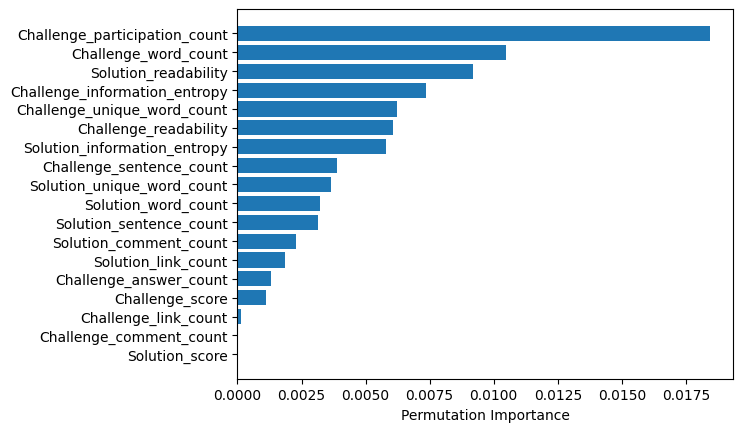 Challenge_participation_count
Challenge_word_count
Solution_readability
Challenge_information_entropy
Challenge_unique_word_count
Challenge_readability
Solution_information_entropy
Challenge_sentence_count
Solution_unique_word_count
Solution_word_count
Solution_sentence_count
Solution_comment_count
Solution_link_count
Challenge_answer_count
Challenge_score
Challenge_link_count
Challenge_comment_count
Solution_score
0.0000 0.0025 0.0050 0.0075 0.0100 0.0125 0.0150 0.0175
Permutation Importance